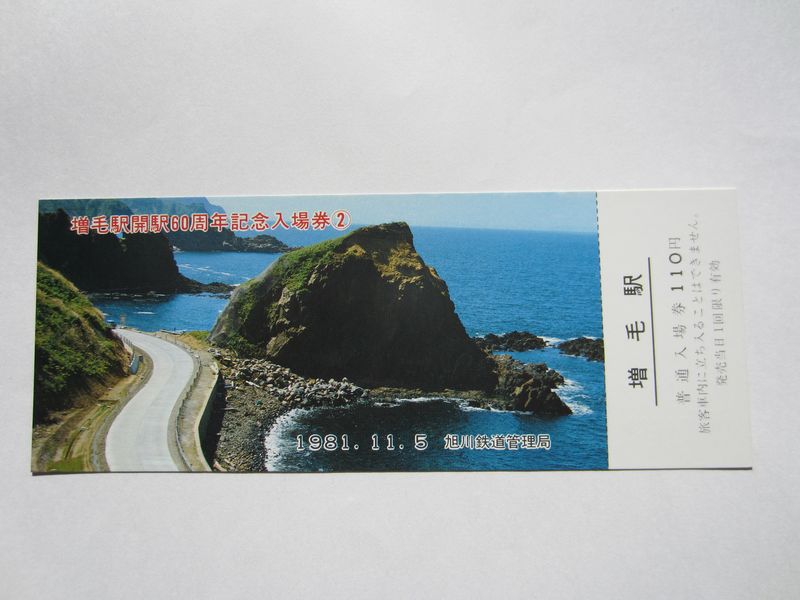 増毛駅開駅60周年記念入場券②
1981.11.5 旭川鉄道管理局
増毛駅
普通入場券 110円
旅客車内に立ち入ることはできません。
発売当日1回限り有効